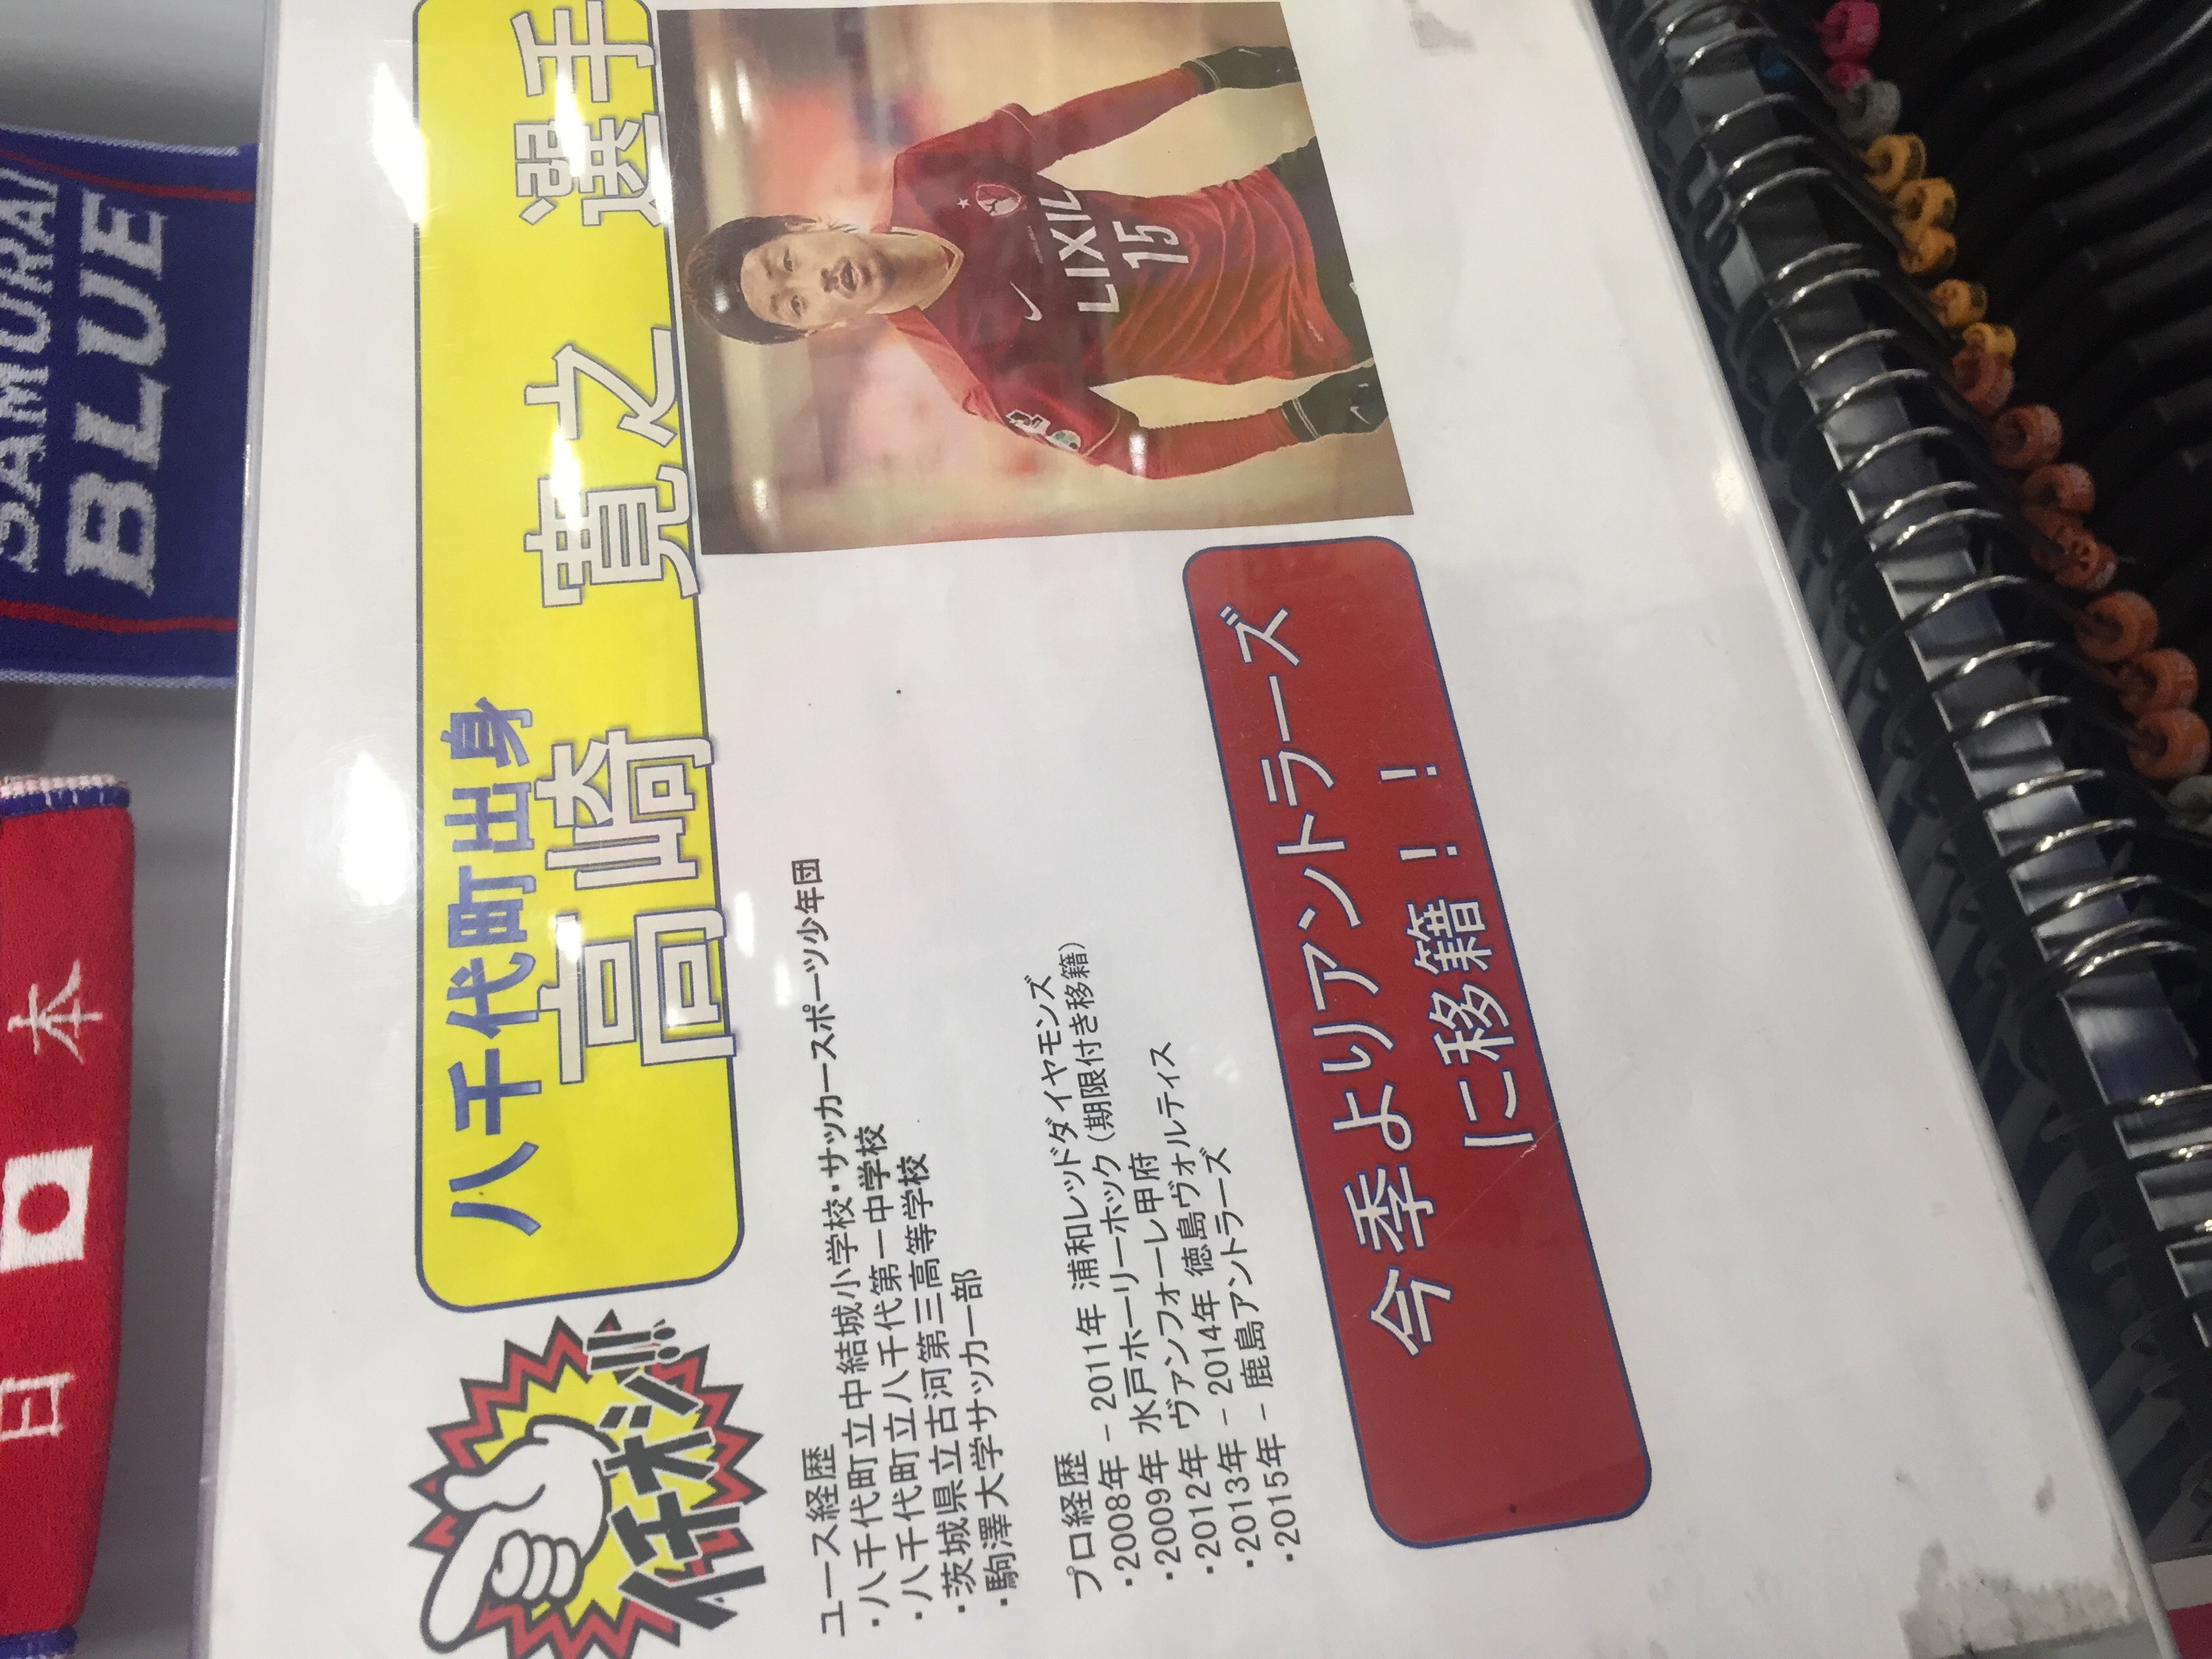 イチオシ!!
八千代町出身
高崎 寛之 選手
LIXIL
15
ユース経歴
・八千代町立中結城小学校・サッカースポーツ少年団
・八千代町立八千代第一中学校
・茨城県立古河第三高等学校
・駒澤大学サッカー部
プロ経歴
・2008年 - 2011年 浦和レッドダイヤモンズ
・2009年 水戸ホーリーホック（期限付き移籍）
・2012年 ヴァンフォーレ甲府
・2013年 - 2014年 徳島ヴォルティス
・2015年 - 鹿島アントラーズ
今季よりアントラーズ
に移籍！！
SAMURAI
BLUE
日 本